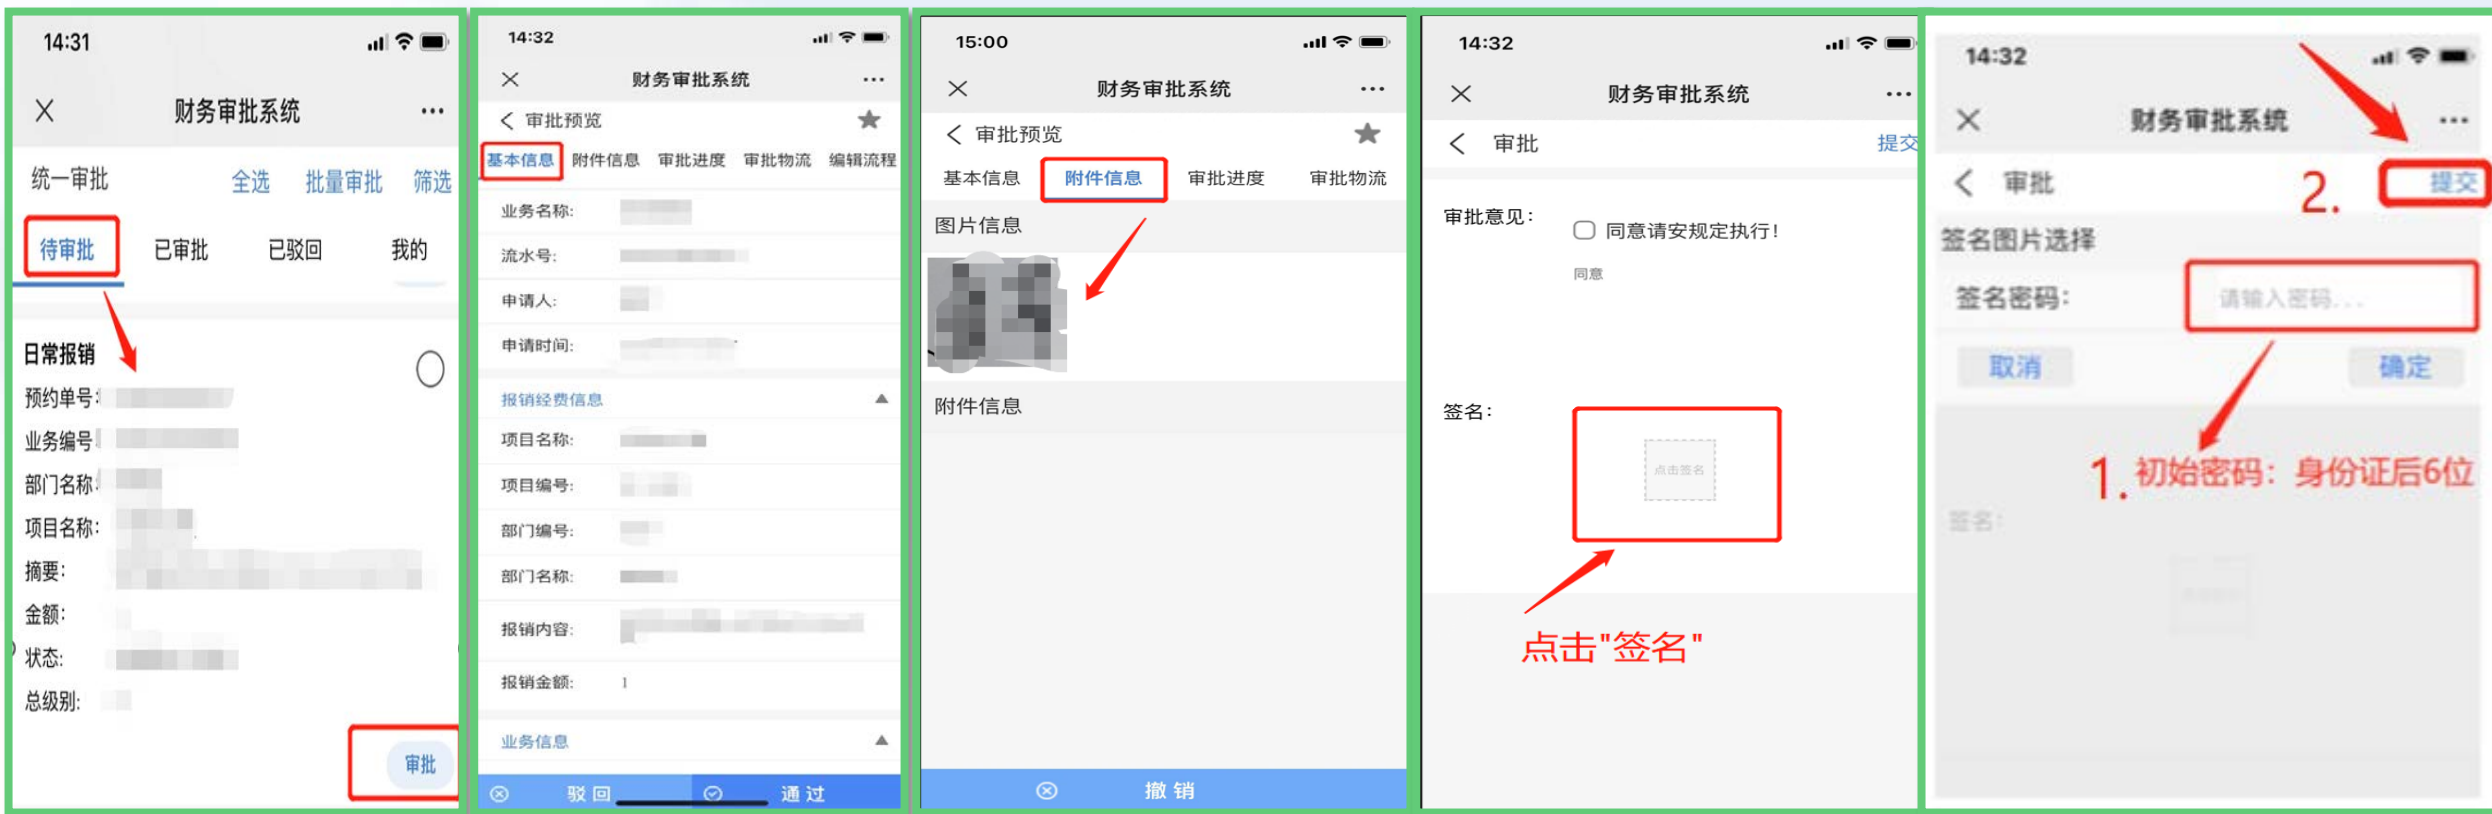 14:31
财务审批系统
统一审批 全选 批量审批 筛选
待审批 已审批 已驳回 我的
日常报销
预约单号:
业务编号
部门名称
项目名称:
摘要:
金额:
状态:
总级别:
审批
14:32
财务审批系统
审批预览
基本信息 附件信息 审批进度 审批物流 编辑流程
业务名称:
流水号:
申请人:
申请时间:
报销经费信息
项目名称:
项目编号:
部门编号:
部门名称:
报销内容:
报销金额: 1
业务信息
驳回 通过
15:00
财务审批系统
审批预览
基本信息 附件信息 审批进度 审批物流
图片信息
附件信息
撤销
14:32
财务审批系统
审批 提交
审批意见: 同意请安规定执行!
同意
签名:
点击签名
点击"签名"
14:32
财务审批系统
审批 2. 提交
签名图片选择
签名密码: 请输入密码...
取消 确定
1. 初始密码: 身份证后6位
签名: